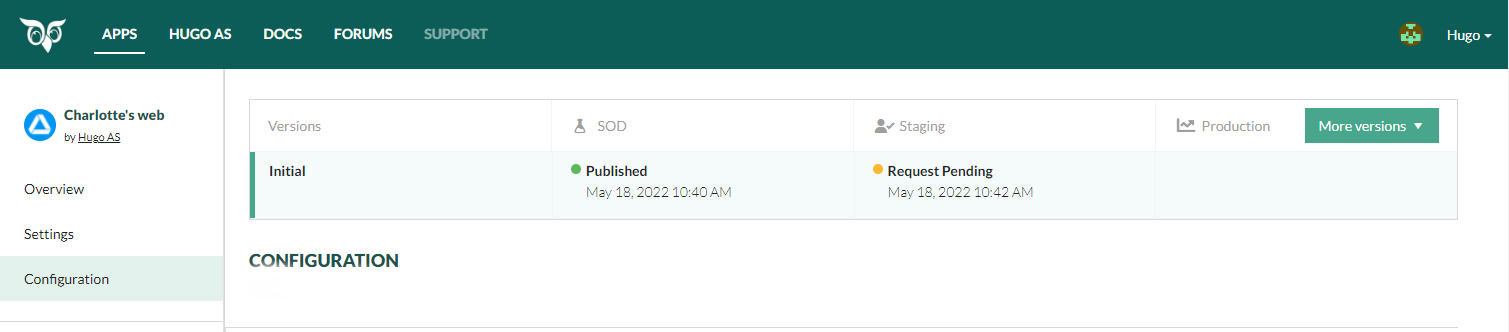 APPS HUGO AS DOCS FORUMS SUPPORT Hugo
Charlotte's web
by Hugo AS
Overview
Settings
Configuration
Versions SOD Staging Production More versions
Initial Published Request Pending
May 18, 2022 10:40 AM May 18, 2022 10:42 AM
CONFIGURATION